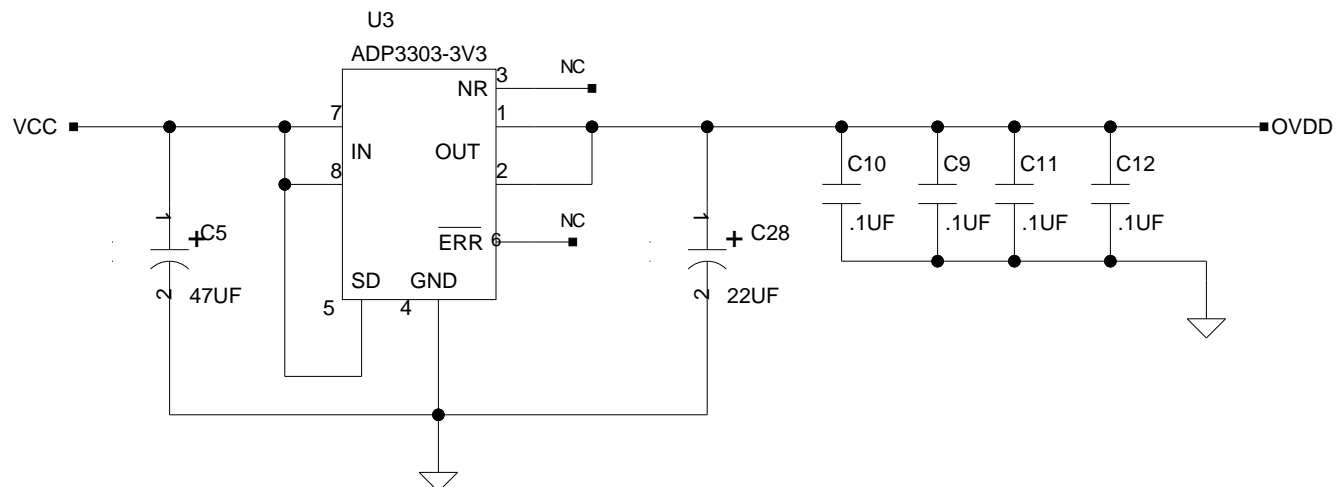 U3
ADP3303-3V3
NR
3
NC
VCC
7
1
OVDD
IN
OUT
8
2
C10
C9
C11
C12
.1UF
.1UF
.1UF
.1UF
1
+
C5
ERR
6
NC
1
+
C28
SD
GND
2
47UF
5
4
2
22UF